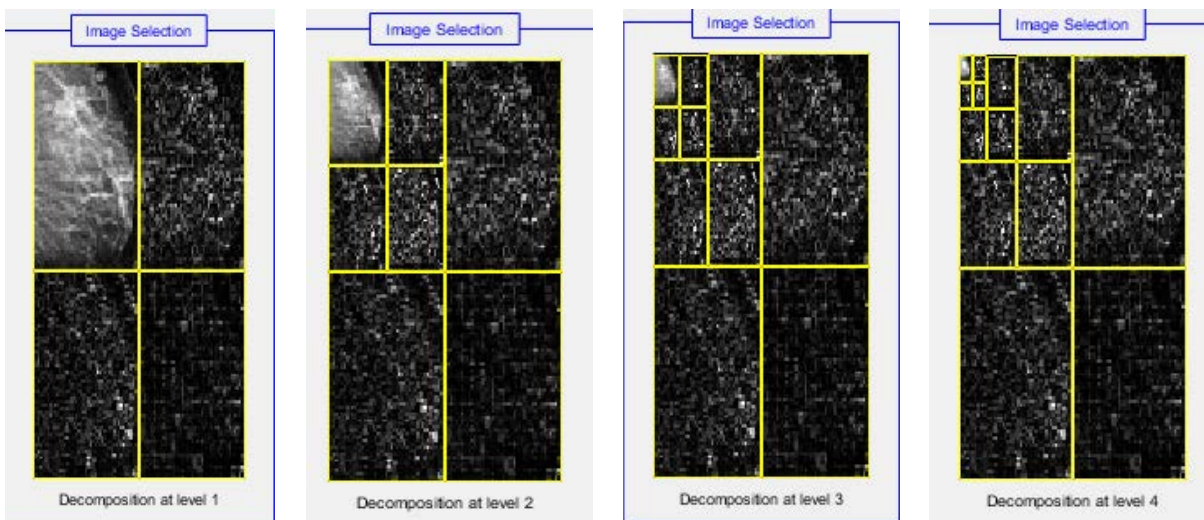 Image Selection
Decomposition at level 1
Image Selection
Decomposition at level 2
Image Selection
Decomposition at level 3
Image Selection
Decomposition at level 4